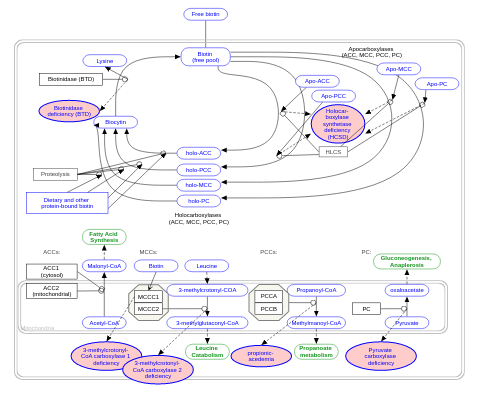 Free biotin
Biotin
(free pool)
Lysine
Apocarboxylases
(ACC, MCC, PCC, PC)
Apo-MCC
Biotinidase (BTD)
Apo-ACC
Apo-PC
Apo-PCC
Biotinidase
deficiency (BTD)
Biocytin
Holocar-
boxylase
synthetase
deficiency
(HCSD)
HLCS
holo-ACC
holo-PCC
Proteolysis
holo-MCC
Dietary and other
protein-bound biotin
holo-PC
Holocarboxylases
(ACC, MCC, PCC, PC)
Fatty Acid
Synthesis
ACCs:
MCCs:
PCCs:
PC:
Gluconeogenesis,
Anaplerosis
ACC1
(cytosol)
Malonyl-CoA
Biotin
Leucine
ACC2
(mitochondrial)
3-methylcrotonyl-COA
Propanoyl-CoA
oxaloacetate
MCCC1
MCCC2
PCCA
PCCB
PC
Acetyl-CoA
3-methylglutaconyl-CoA
Methylmanoyl-CoA
Pyruvate
Mitochondria
3-methylcrotonyl-
CoA carboxylase 1
deficiency
3-methylcrotonyl-
CoA carboxylase 2
deficiency
Leucine
Catabolism
propionic-
acedemia
Propanoate
metabolism
Pyruvate
carboxylase
deficiency